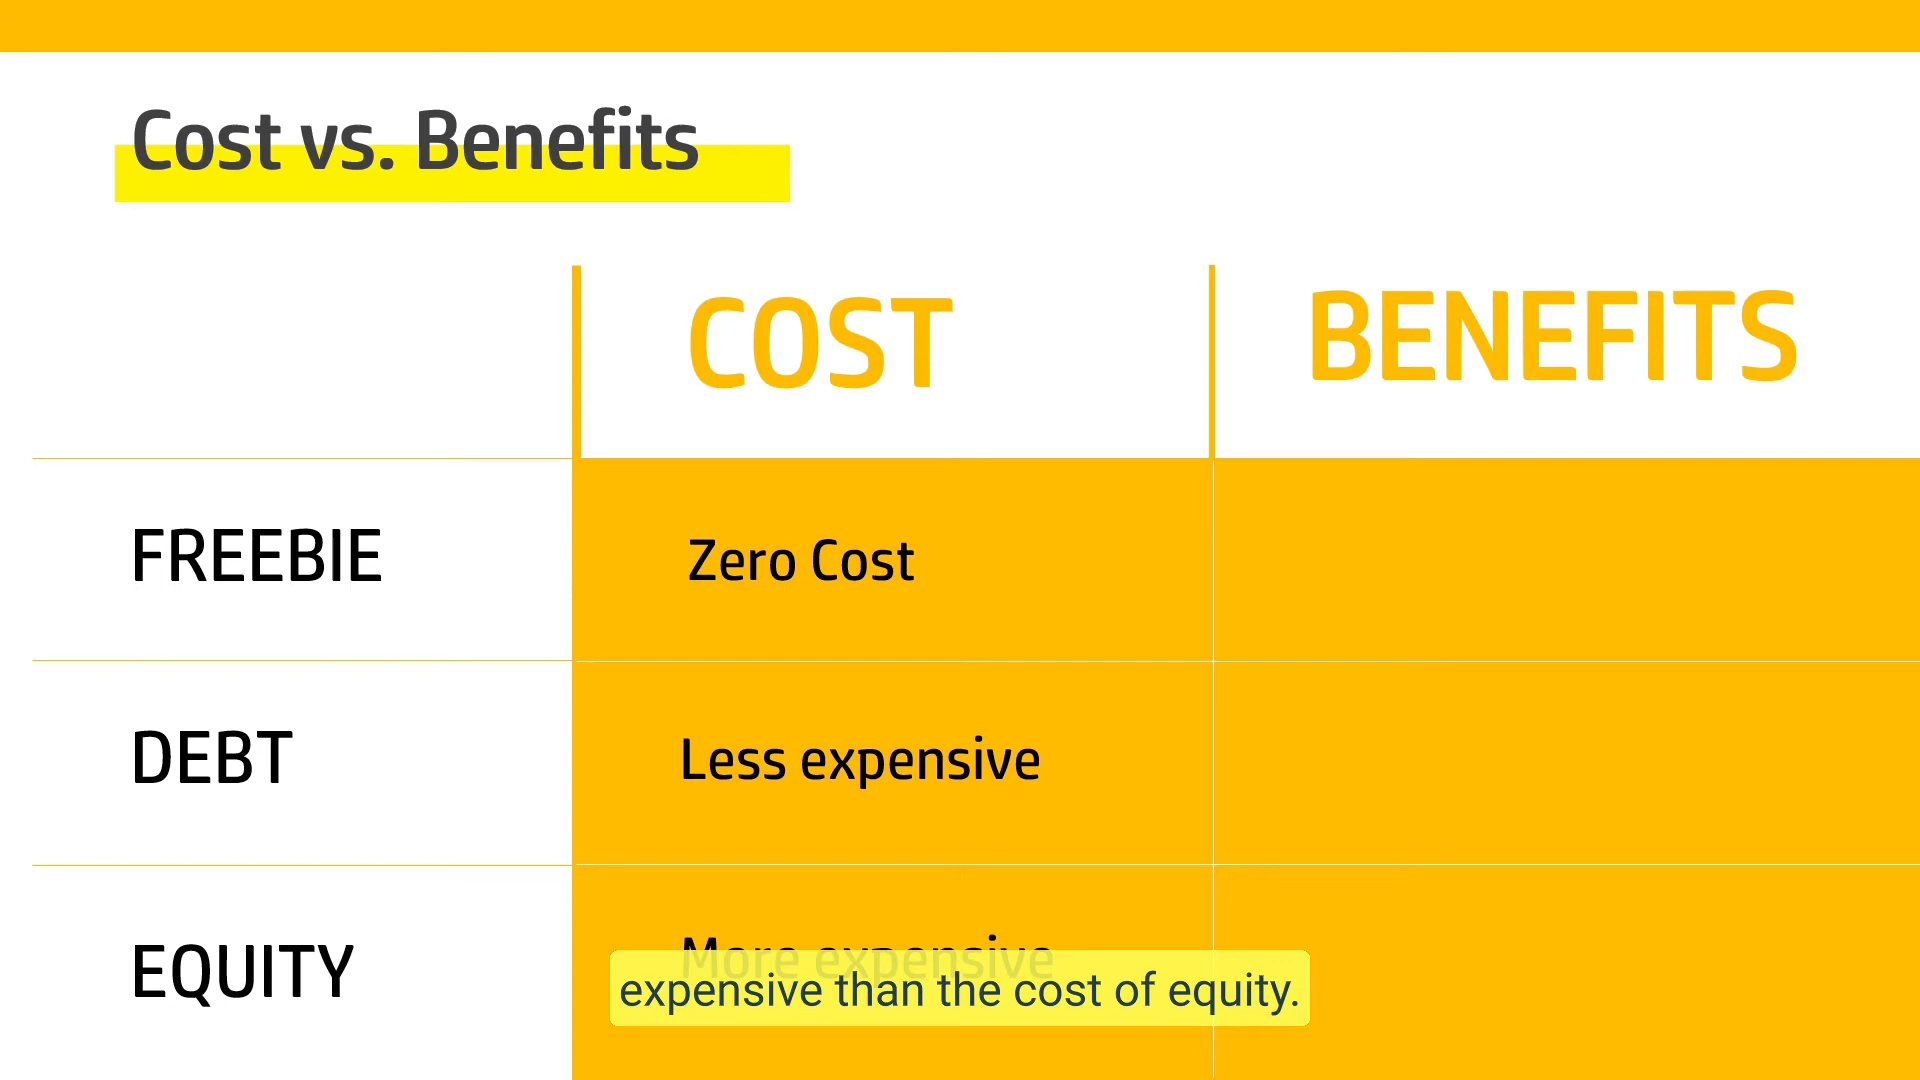 Cost vs. Benefits
COST BENEFITS
FREEBIE Zero Cost
DEBT Less expensive
EQUITY More expensive
expensive than the cost of equity.